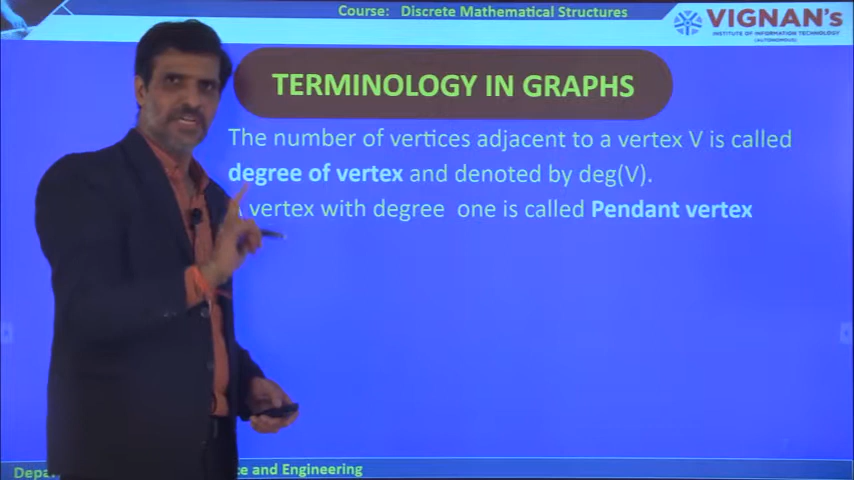 Course: Discrete Mathematical Structures
VIGNAN's
INSTITUTE OF INFORMATION TECHNOLOGY
(AUTONOMOUS)
TERMINOLOGY IN GRAPHS
The number of vertices adjacent to a vertex V is called
degree of vertex and denoted by deg(V).
vertex with degree one is called Pendant vertex
and Engineering